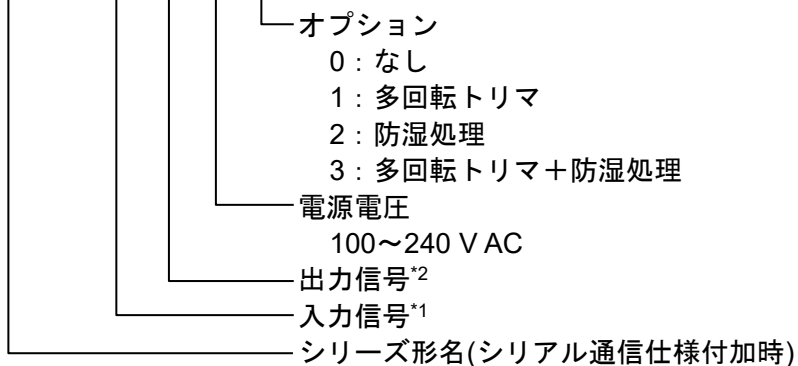 オプション
0：なし
1：多回転トリマ
2：防湿処理
3：多回転トリマ＋防湿処理
電源電圧
100～240 V AC
出力信号*2
入力信号*1
シリーズ形名(シリアル通信仕様付加時)